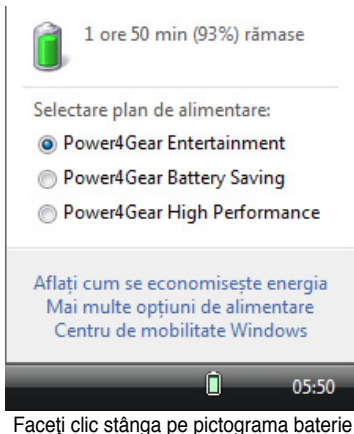 1 ore 50 min (93%) rămase
Selectare plan de alimentare:
Power4Gear Entertainment
Power4Gear Battery Saving
Power4Gear High Performance
Aflați cum se economisește energia
Mai multe opțiuni de alimentare
Centru de mobilitate Windows
05:50
Faceți clic stânga pe pictograma baterie